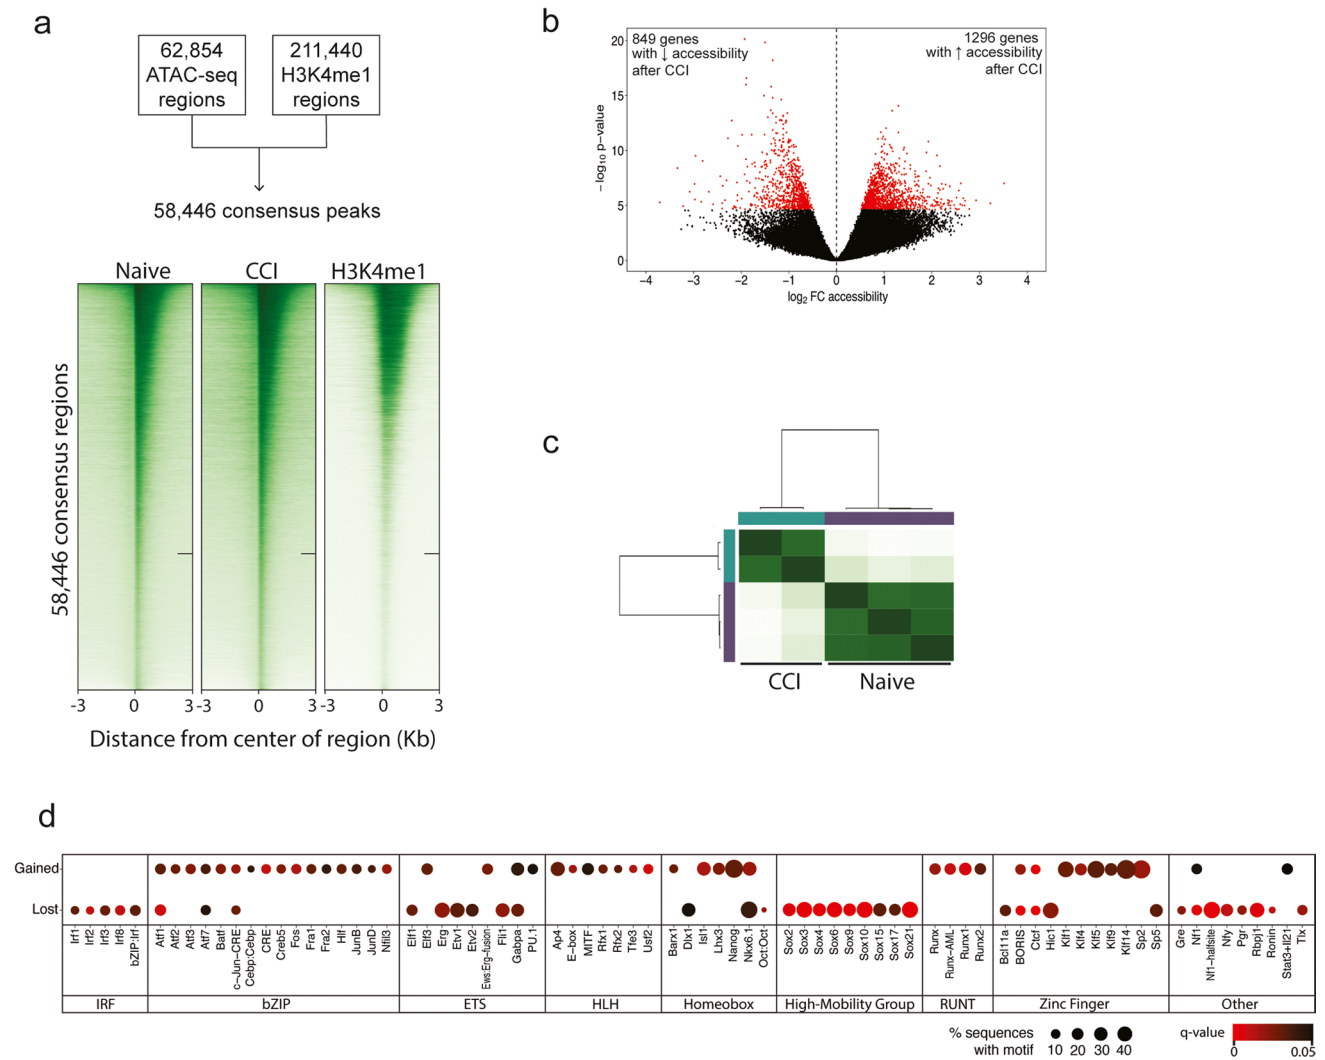 a
62,854
ATAC-seq
regions
211,440
H3K4me1
regions
58,446 consensus peaks
Naive
CCI
H3K4me1
58,446 consensus regions
-3 0 3 -3 0 3 -3 0 3
Distance from center of region (Kb)
b
849 genes
with ↓ accessibility
after CCI
1296 genes
with ↑ accessibility
after CCI
−log10 p−value
20
15
10
5
0
−4 −3 −2 −1 0 1 2 3 4
log2 FC accessibility
c
CCI
Naive
d
Gained
Lost
Irf1 Irf2 Irf3 Irf8 bZIP:Irf
Atf1 Atf2 Atf3 Atf7 Batf c−Jun−CRE Cebp:Cebp CRE Creb5 Fos Fra1 Fra2 Hlf JunB JunD Nfil3
Elf1 Elf3 Erg Etv1 Etv2 Ews:Erg−fusion Fli1 Gabpa PU.1
Ap4 E−box MITF Rfx1 Rfx2 Tfe3 Usf2
Barx1 Dlx1 Isl1 Lhx3 Nanog Nkx6.1 Oct:Oct
Sox2 Sox3 Sox4 Sox6 Sox9 Sox10 Sox15 Sox17 Sox21
Runx Runx−AML Runx1 Runx2
Bcl11a BORIS Ctcf Hic1 Klf1 Klf4 Klf5 Klf9 Klf14 Sp2 Sp5
Gre Nf1 Nf1−halfsite Nfy Pgr Rbpj1 Ronin Stat3+Il21 Tlx
IRF bZIP ETS HLH Homeobox High-Mobility Group RUNT Zinc Finger Other
% sequences
with motif
10 20 30 40
q-value
0 0.05